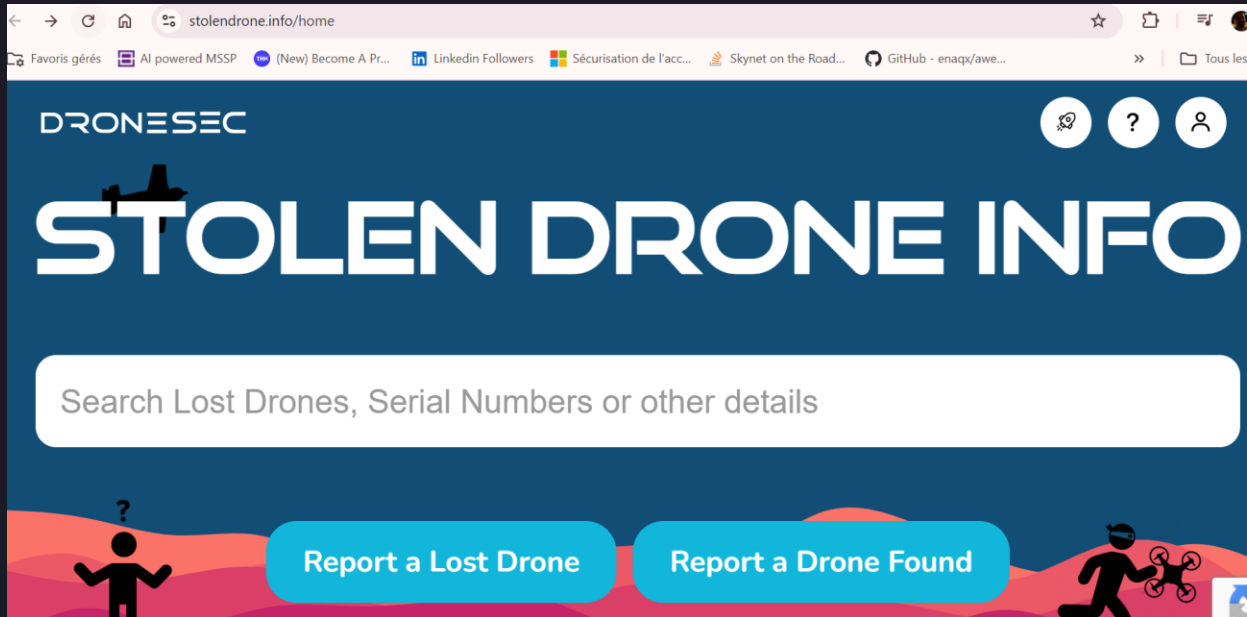 stolendrone.info/home
Favoris gérés AI powered MSSP (New) Become A Pr... Linkedin Followers Sécurisation de l'acc... Skynet on the Road... GitHub - enaqx/awe... » Tous les
DRONESEC
?
STOLEN DRONE INFO
Search Lost Drones, Serial Numbers or other details
?
Report a Lost Drone Report a Drone Found